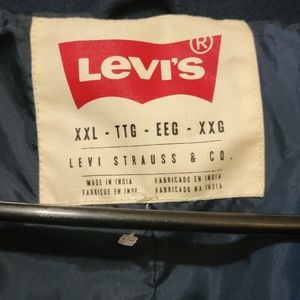 LEVI'S®
XXL - TTG - EEG - XXG
LEVI STRAUSS & CO.
MADE IN INDIA FABRICADO EN INDIA
FABRIQUE EN INDE FABRICADO NA INDIA